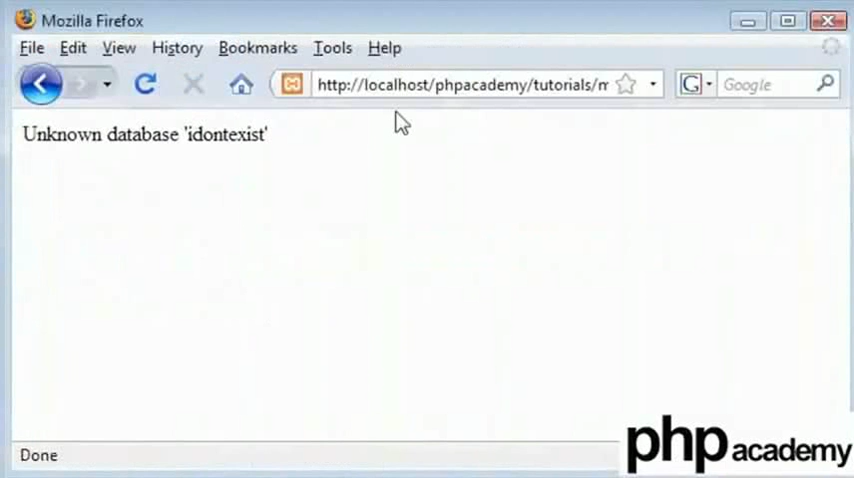 Mozilla Firefox
File Edit View History Bookmarks Tools Help
http://localhost/phpacademy/tutorials/m
G Google
Unknown database 'idontexist'
Done
php academy